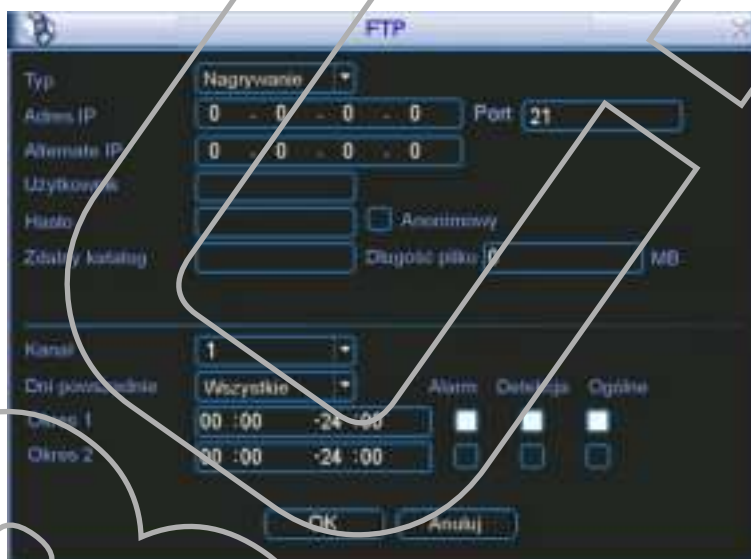 FTP
Typ Nagrywanie
Adres IP 0 . 0 . 0 . 0 Port 21
Alternate IP 0 . 0 . 0 . 0
Użytkownik
Hasło Anonimowy
Zdalny katalog Długość pliku 0 MB
Kanał 1
Dni powszednie Wszystkie Alarm Detekcja Ogólne
Okres 1 00 :00 -24 :00
Okres 2 00 :00 -24 :00
OK Anuluj